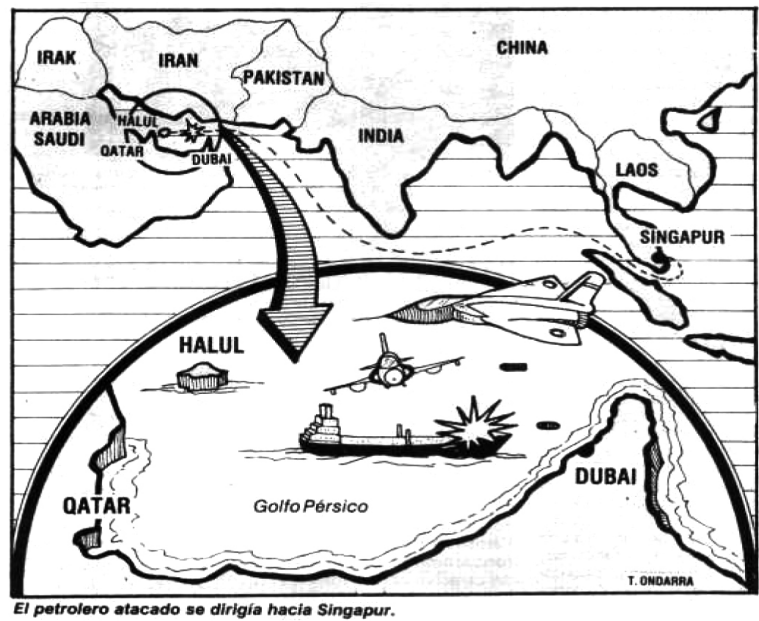 IRAK
IRAN
CHINA
PAKISTAN
ARABIA
SAUDI
HALUL
QATAR
DUBAI
INDIA
LAOS
SINGAPUR
HALUL
QATAR
Golfo Pérsico
DUBAI
T. ONDARRA
El petrolero atacado se dirigía hacia Singapur.